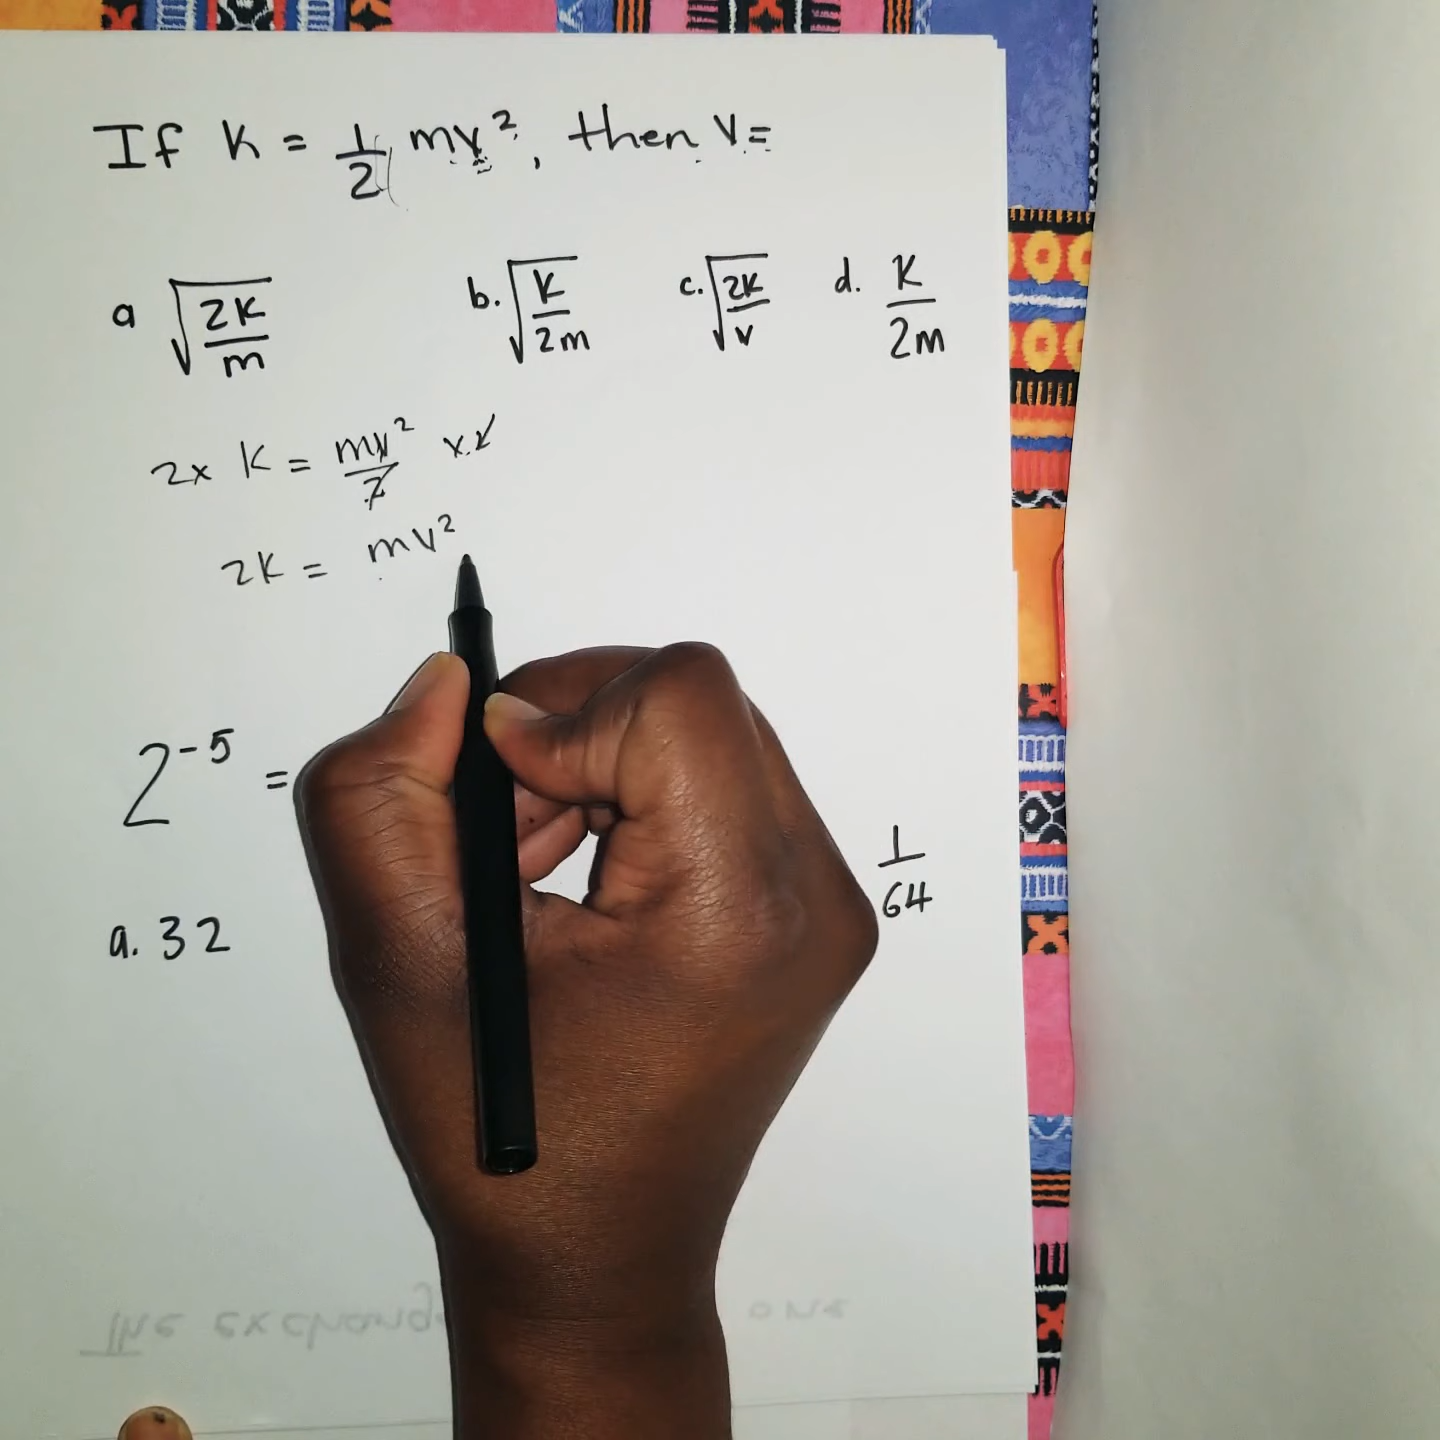 If K = 1/2 mv², then v=
a √(2K/m) b. √(K/2m) c. √(2K/v) d. K/2m
2x K = mv²/2 x 2
2K = mv²
2⁻⁵ =
1/64
a. 32